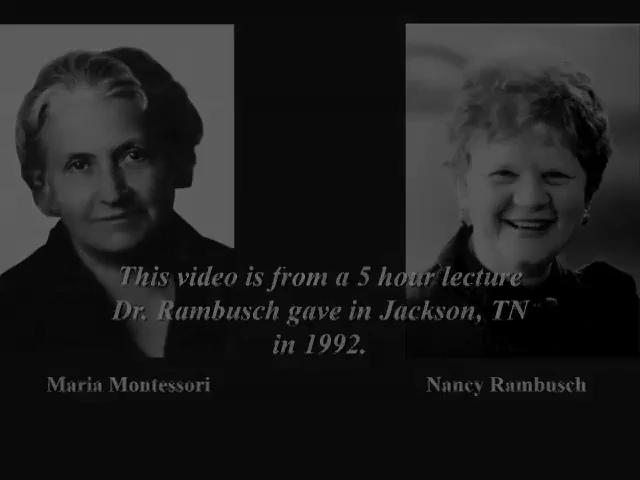 This video is from a 5 hour lecture
Dr. Rambusch gave in Jackson, TN
in 1992.
Maria Montessori
Nancy Rambusch